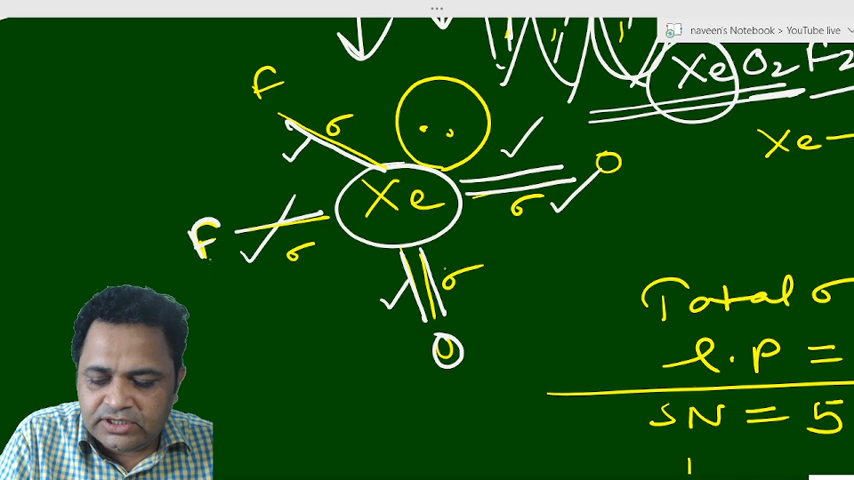 naveen's Notebook > YouTube live
XeO₂F₂
F
σ
Xe —
O
Xe
σ
F
σ
σ
O
Total σ
l.P =
SN = 5